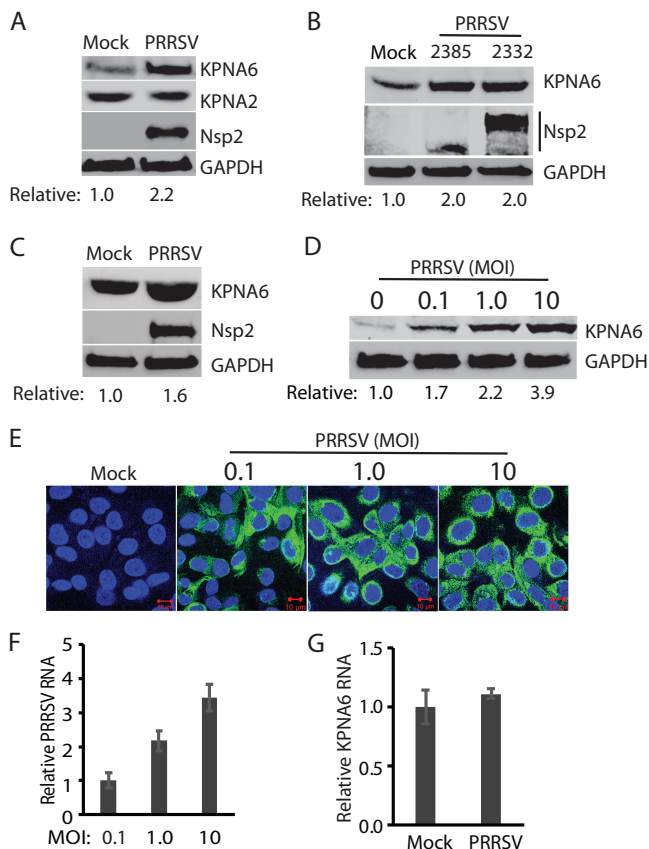 A
Mock PRRSV
KPNA6
KPNA2
Nsp2
GAPDH
Relative: 1.0 2.2
B
PRRSV
Mock 2385 2332
KPNA6
Nsp2
GAPDH
Relative: 1.0 2.0 2.0
C
Mock PRRSV
KPNA6
Nsp2
GAPDH
Relative: 1.0 1.6
D
PRRSV (MOI)
0 0.1 1.0 10
KPNA6
GAPDH
Relative: 1.0 1.7 2.2 3.9
E
PRRSV (MOI)
Mock 0.1 1.0 10
10 μm 10 μm
F
Relative PRRSV RNA
5
4
3
2
1
0
MOI: 0.1 1.0 10
G
Relative KPNA6 RNA
1.5
1.0
0.5
0.0
Mock PRRSV